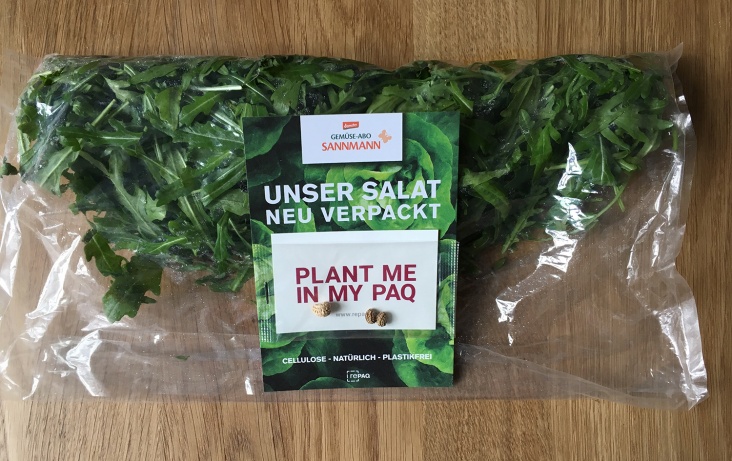 demeter
GEMÜSE-ABO
SANNMANN
UNSER SALAT
NEU VERPACKT
PLANT ME
IN MY PAQ
CELLULOSE - NATÜRLICH - PLASTIKFREI
rePAQ